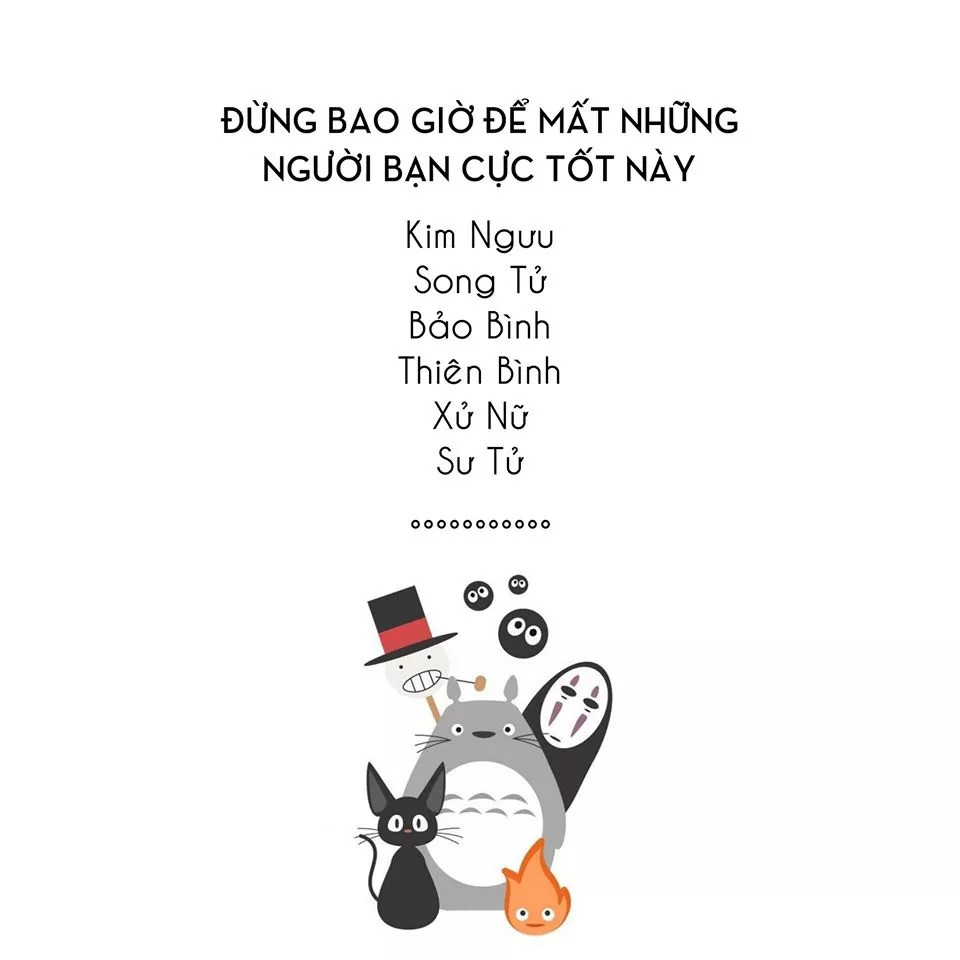 ĐỪNG BAO GIỜ ĐỂ MẤT NHỮNG
NGƯỜI BẠN CỰC TỐT NÀY
Kim Ngưu
Song Tử
Bảo Bình
Thiên Bình
Xử Nữ
Sư Tử